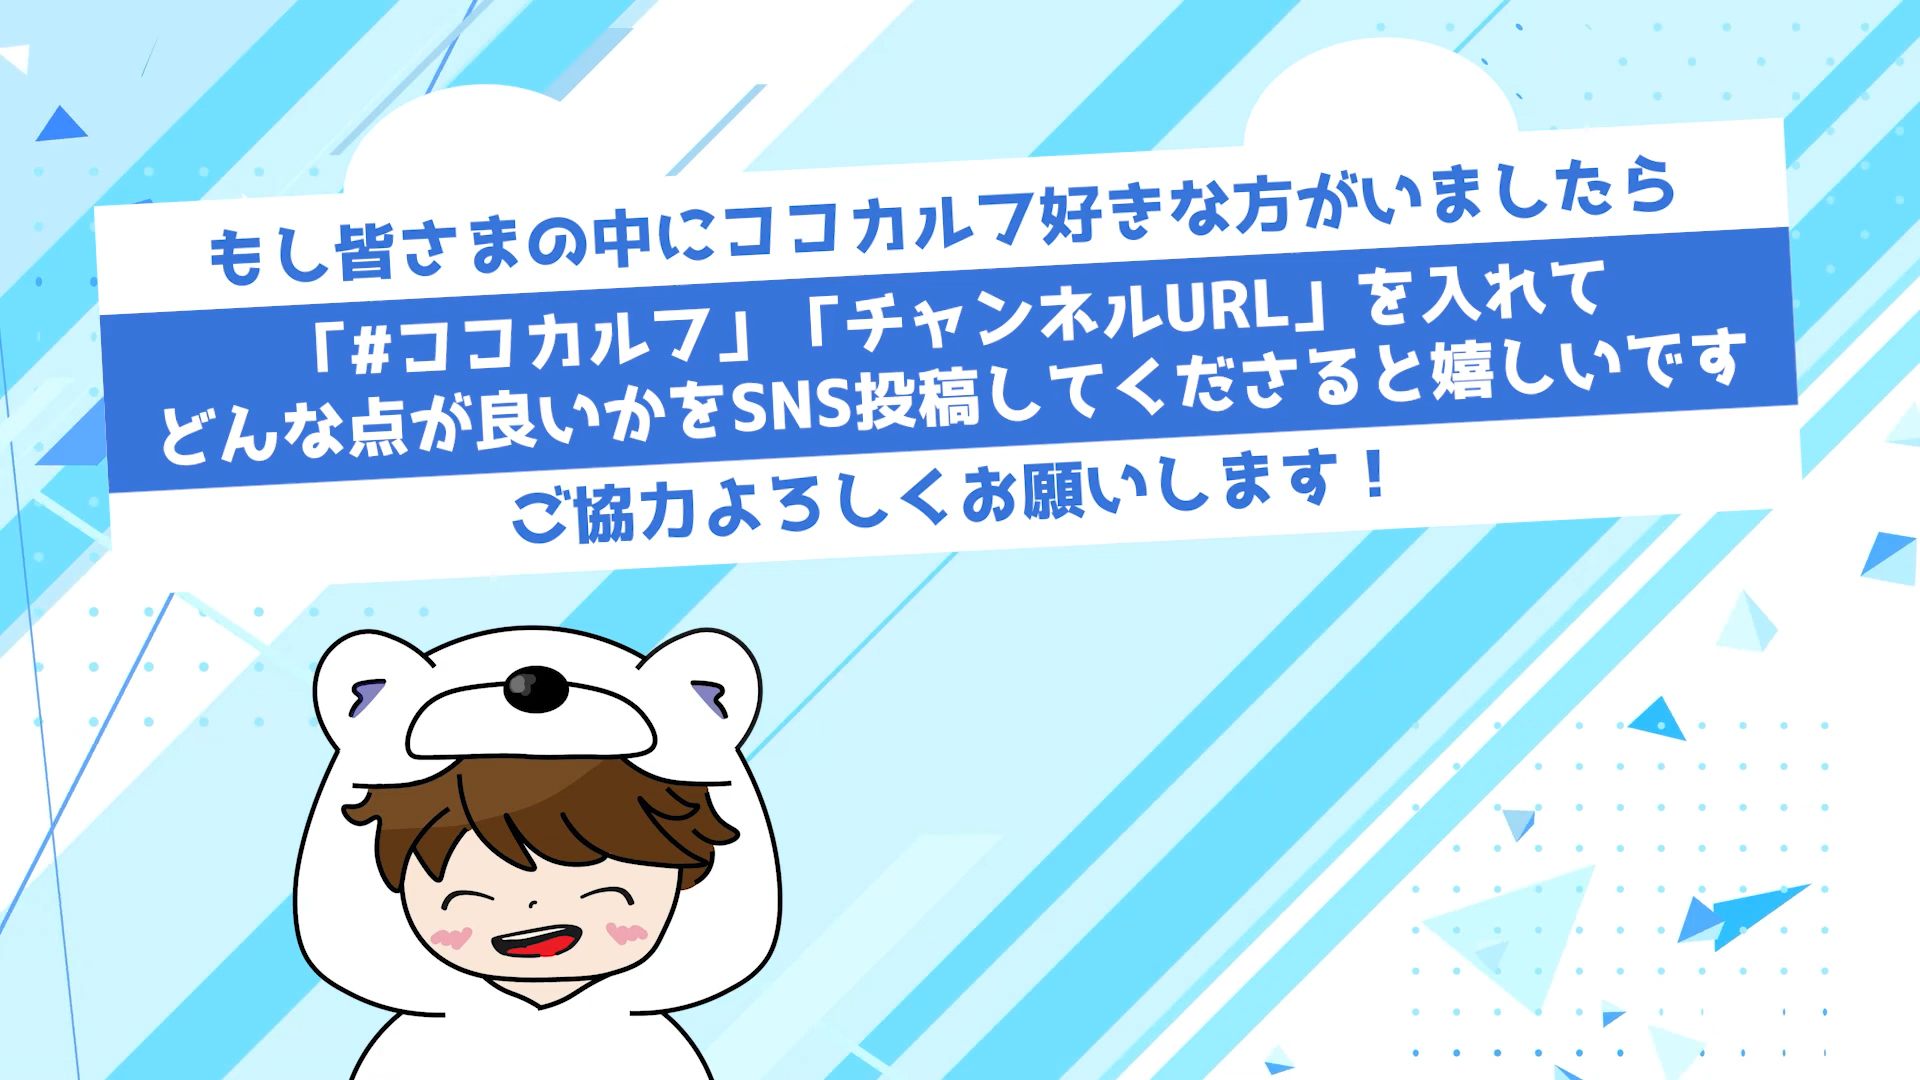 もし皆さまの中にココカルフ好きな方がいましたら
「#ココカルフ」「チャンネルURL」を入れて
どんな点が良いかをSNS投稿してくださると嬉しいです
ご協力よろしくお願いします！